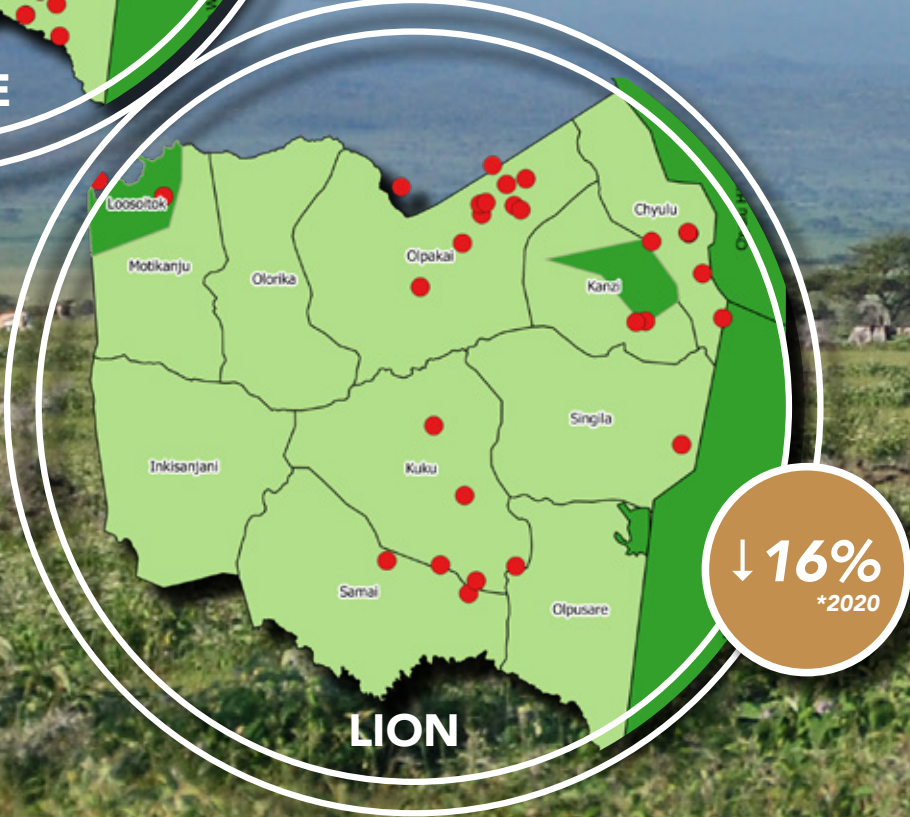 E
Loosoitok
Chyulu
Olpakai
Motikanju
Olorika
Kanzi
Singila
Inkisanjani
Kuku
↓16%
*2020
Samai
Olpusare
LION